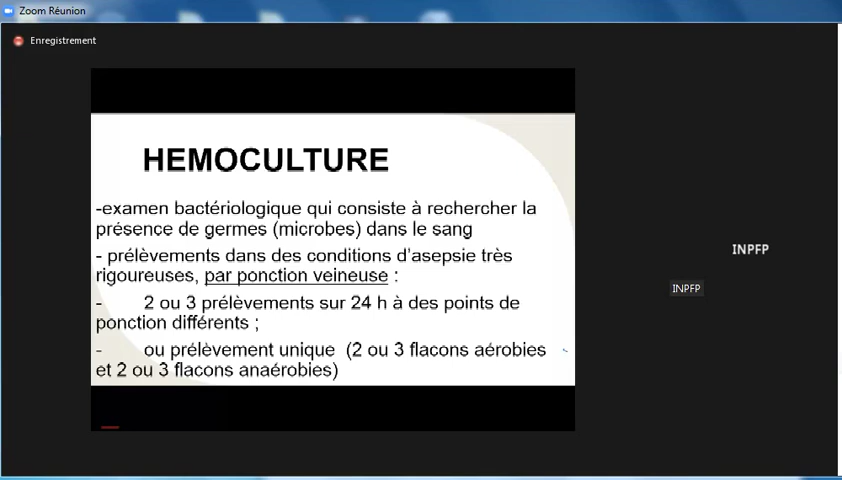 Zoom Réunion
Enregistrement
HEMOCULTURE
-examen bactériologique qui consiste à rechercher la
présence de germes (microbes) dans le sang
- prélèvements dans des conditions d'asepsie très
rigoureuses, par ponction veineuse :
- 2 ou 3 prélèvements sur 24 h à des points de
ponction différents ;
- ou prélèvement unique (2 ou 3 flacons aérobies
et 2 ou 3 flacons anaérobies)
INPFP
INPFP